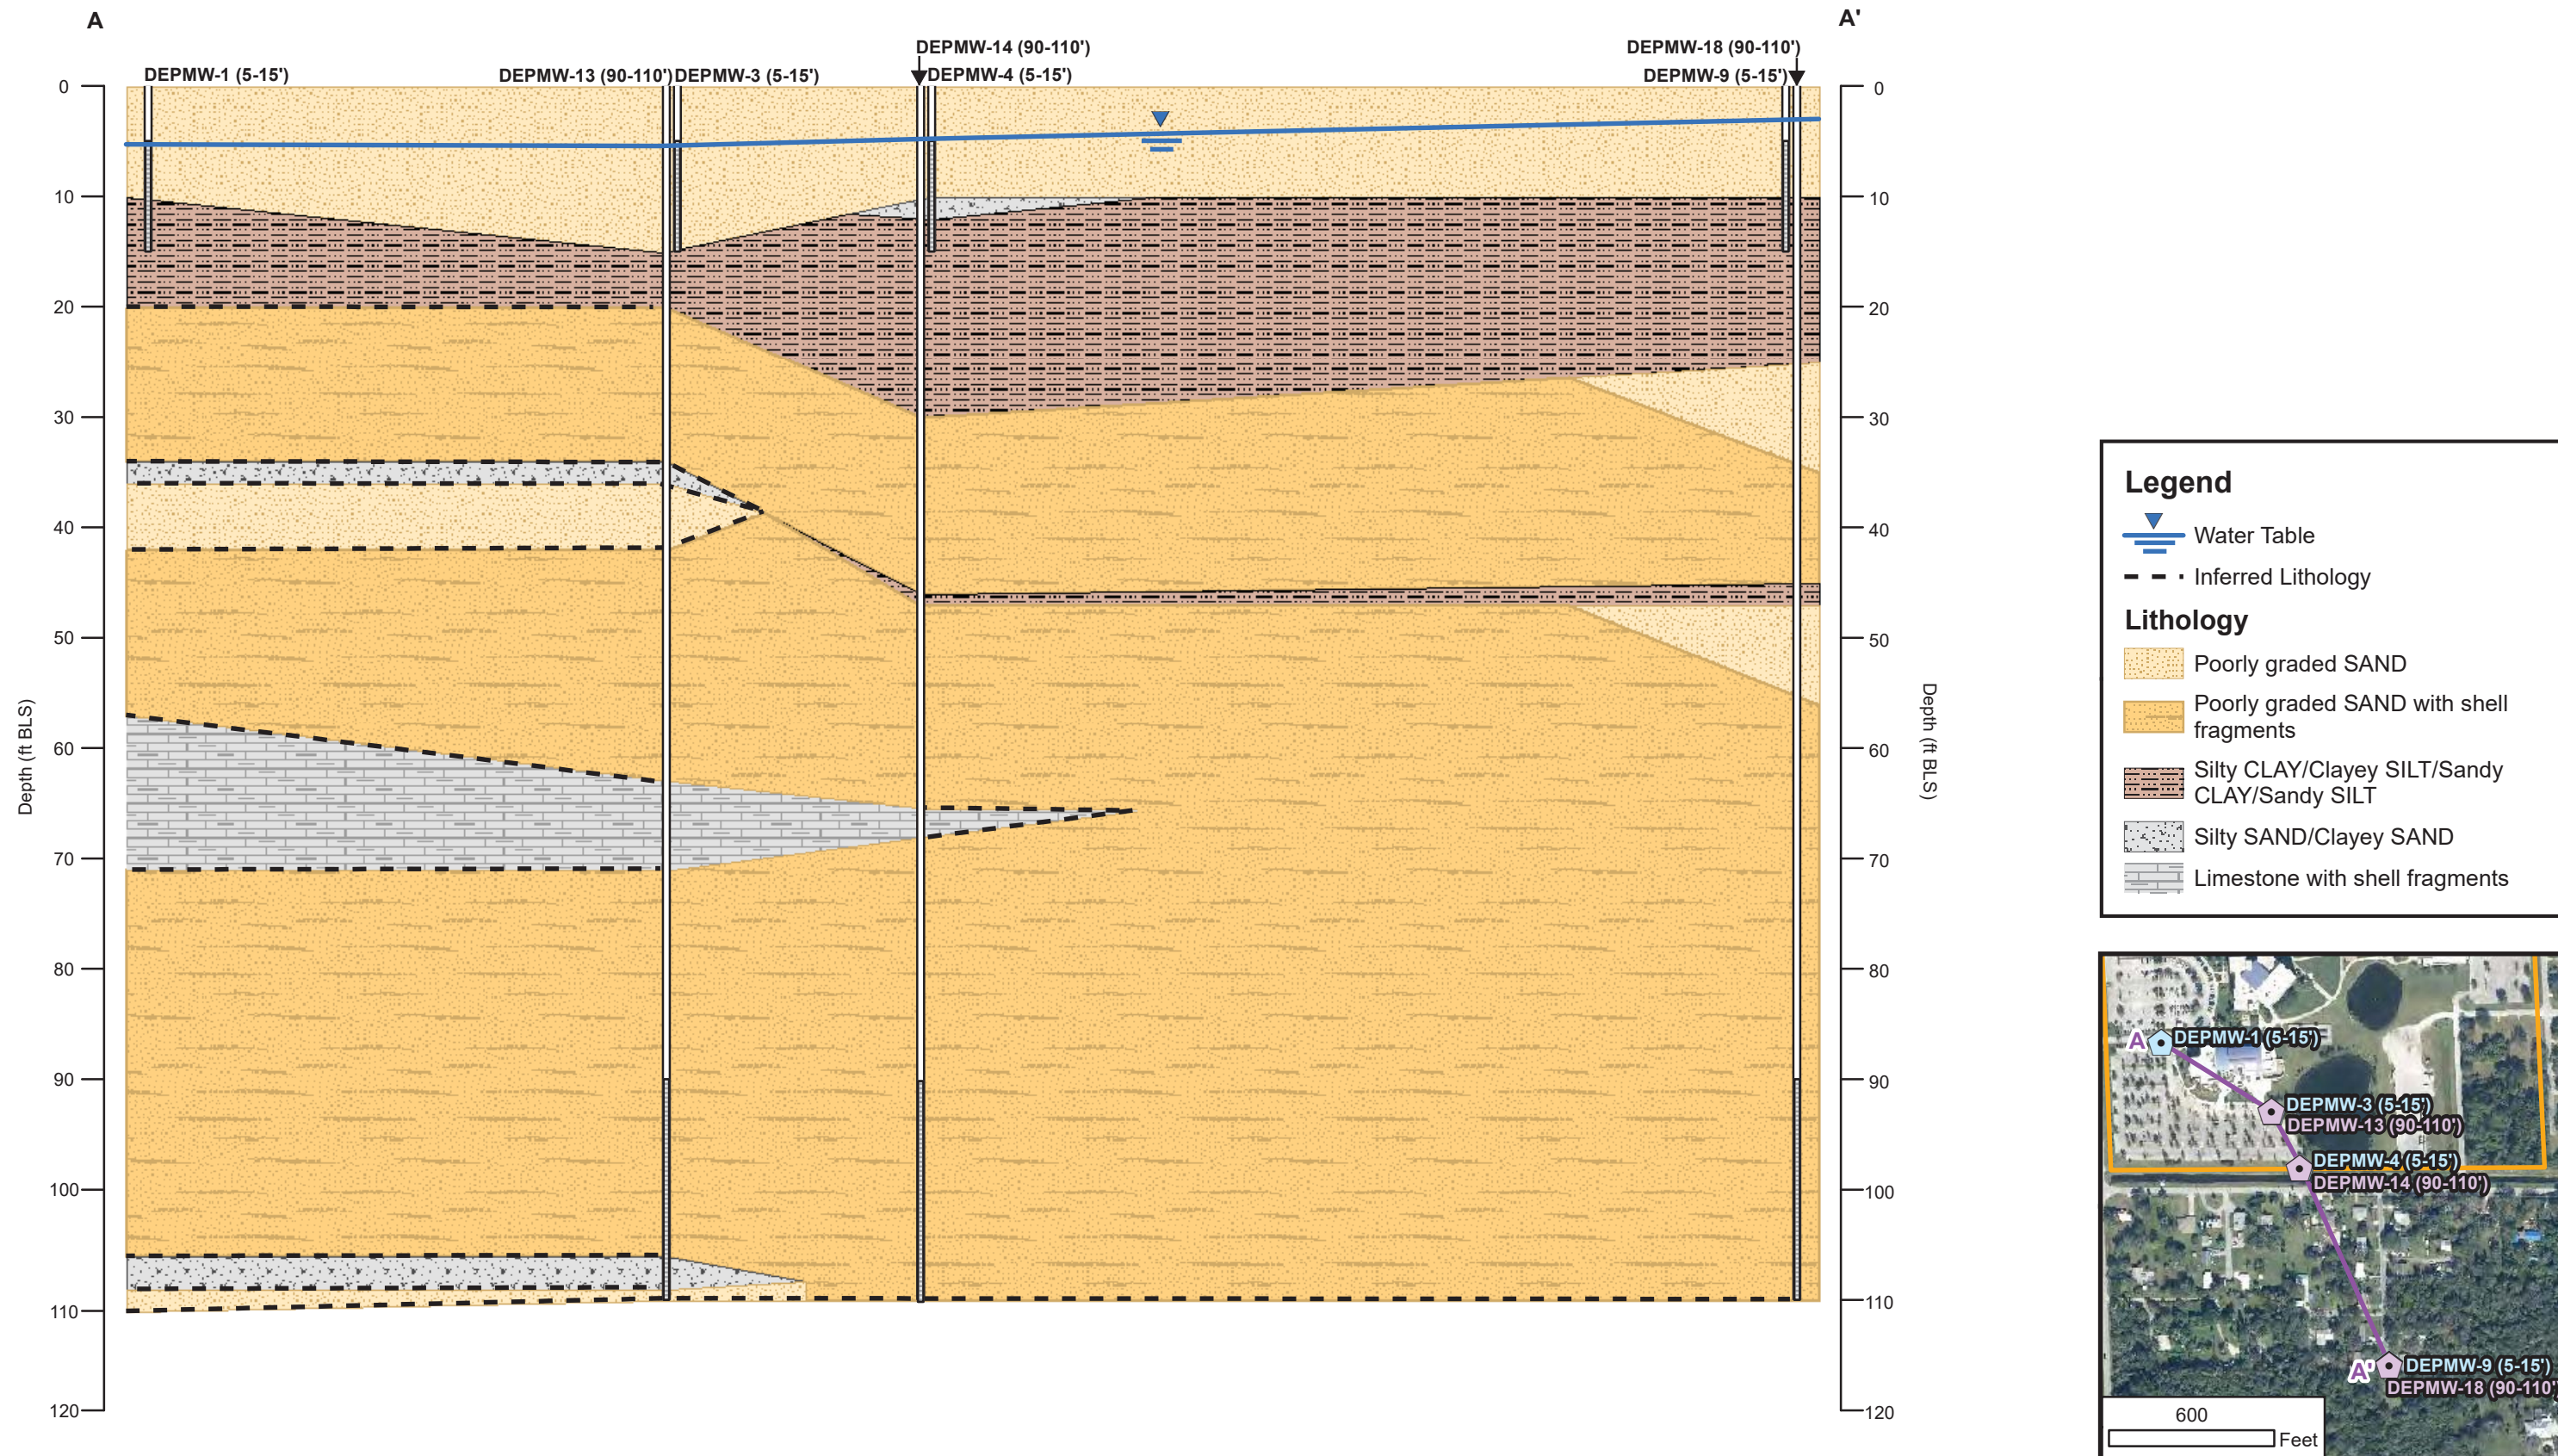 A
A'
DEPMW-14 (90-110')
DEPMW-18 (90-110')
DEPMW-1 (5-15')
DEPMW-13 (90-110')
DEPMW-3 (5-15')
DEPMW-4 (5-15')
DEPMW-9 (5-15')
0
10
20
30
40
50
60
70
80
90
100
110
120
Depth (ft BLS)
0
10
20
30
40
50
60
70
80
90
100
110
120
Depth (ft BLS)
Legend
Water Table
Inferred Lithology
Lithology
Poorly graded SAND
Poorly graded SAND with shell
fragments
Silty CLAY/Clayey SILT/Sandy
CLAY/Sandy SILT
Silty SAND/Clayey SAND
Limestone with shell fragments
A
DEPMW-1 (5-15')
DEPMW-3 (5-15')
DEPMW-13 (90-110')
DEPMW-4 (5-15')
DEPMW-14 (90-110')
A'
DEPMW-9 (5-15')
DEPMW-18 (90-110'
600
Feet